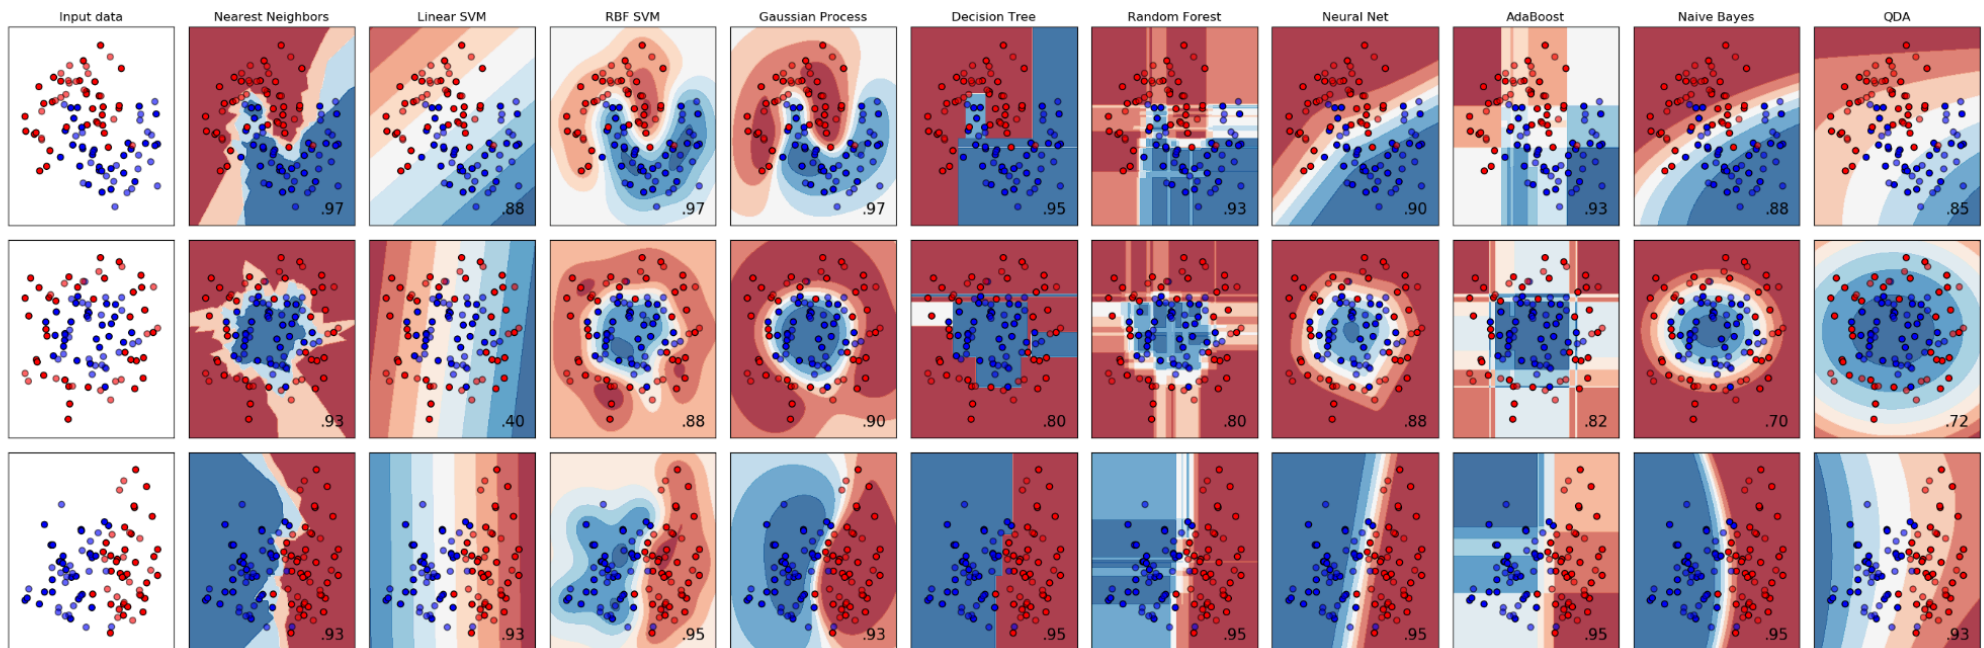 Input data Nearest Neighbors Linear SVM RBF SVM Gaussian Process Decision Tree Random Forest Neural Net AdaBoost Naive Bayes QDA
.97 .88 .97 .97 .95 .93 .90 .93 .88 .85
.93 .40 .88 .90 .80 .80 .88 .82 .70 .72
.93 .93 .95 .93 .95 .95 .95 .95 .95 .93